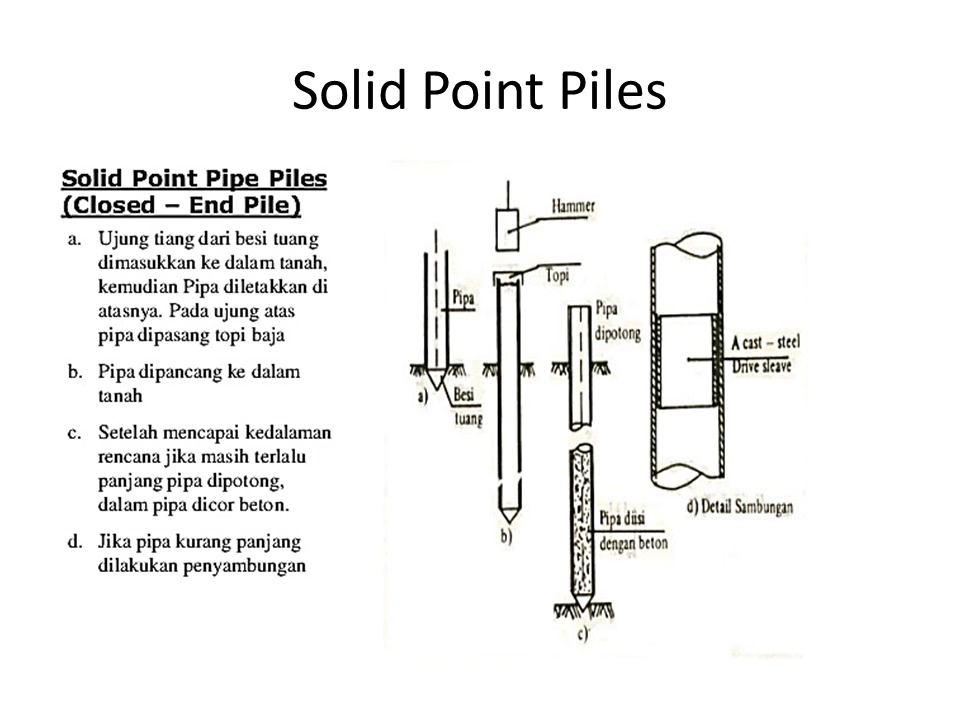 Solid Point Piles
Solid Point Pipe Piles
(Closed – End Pile)
a. Ujung tiang dari besi tuang
dimasukkan ke dalam tanah,
kemudian Pipa diletakkan di
atasnya. Pada ujung atas
pipa dipasang topi baja
b. Pipa dipancang ke dalam
tanah
c. Setelah mencapai kedalaman
rencana jika masih terlalu
panjang pipa dipotong,
dalam pipa dicor beton.
d. Jika pipa kurang panjang
dilakukan penyambungan
Hammer
Topi
Pipa
Pipa
dipotong
A cast – steel
Drive sleave
a)
Besi
tuang
b)
Pipa diisi
dengan beton
c)
d) Detail Sambungan